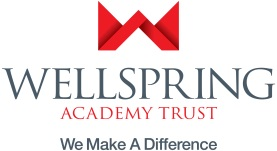 WELLSPRING
ACADEMY TRUST
We Make A Difference